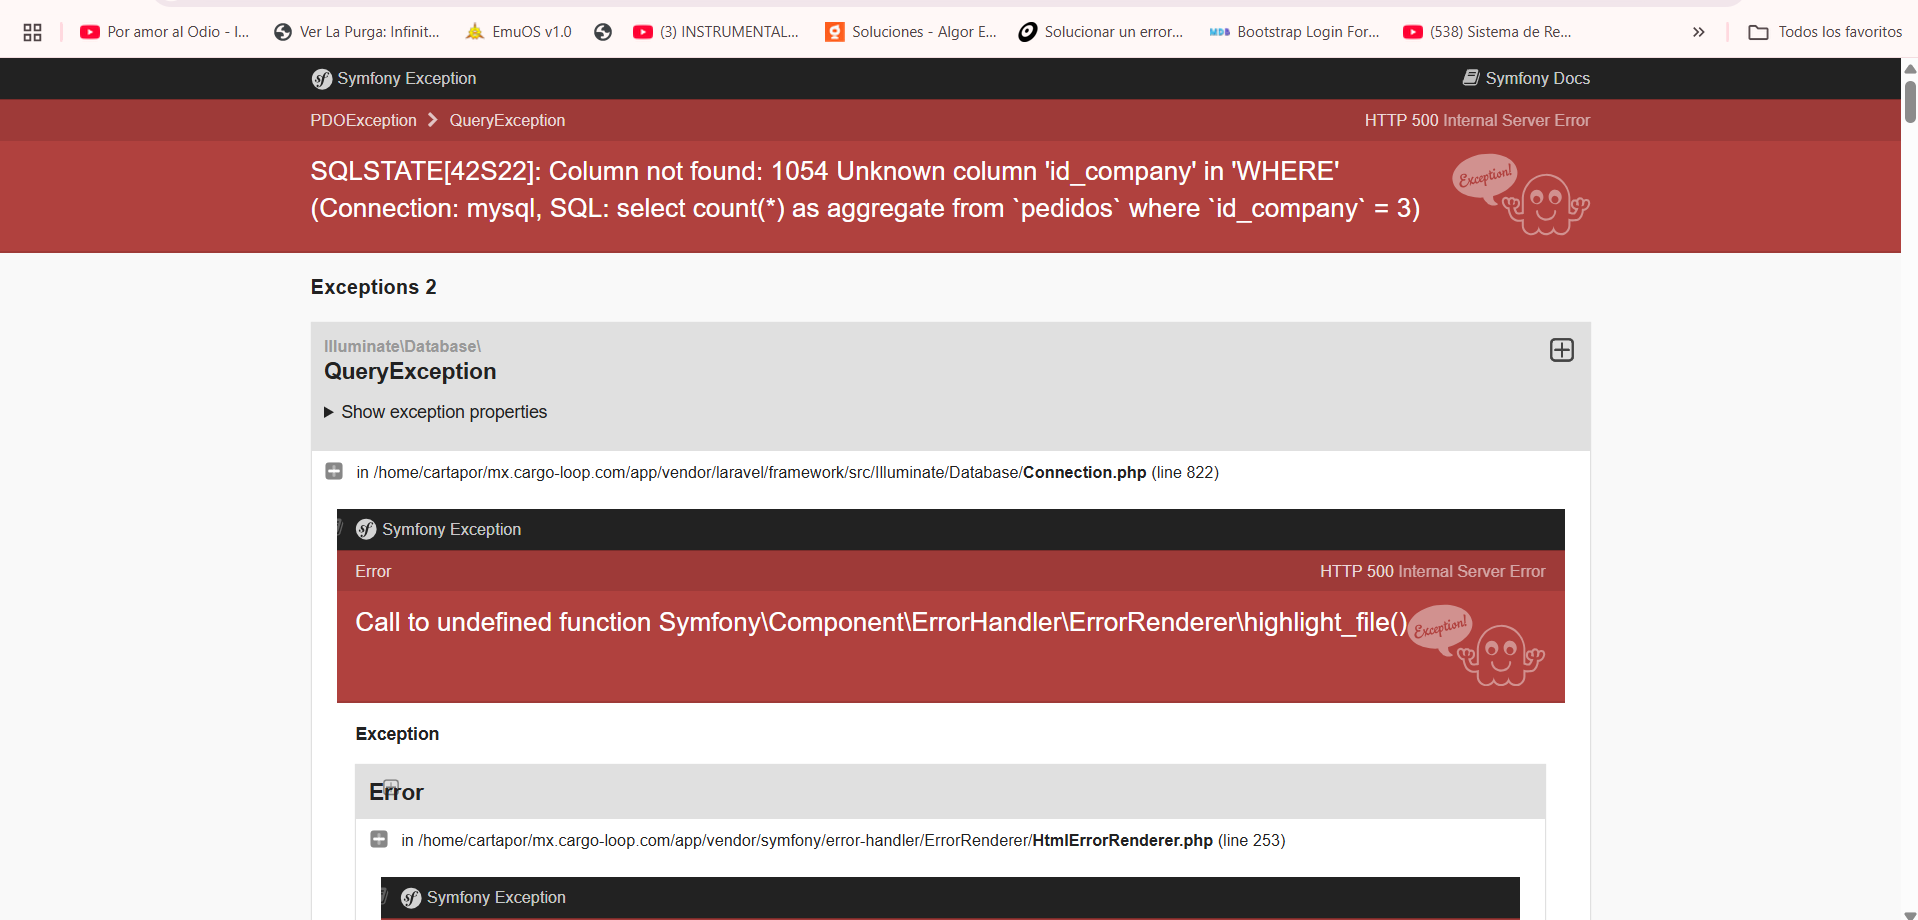 Por amor al Odio - I...
Ver La Purga: Infinit...
EmuOS v1.0
(3) INSTRUMENTAL...
Soluciones - Algor E...
Solucionar un error...
MDB
Bootstrap Login For...
(538) Sistema de Re...
»
Todos los favoritos
sf Symfony Exception
Symfony Docs
PDOException QueryException
HTTP 500 Internal Server Error
SQLSTATE[42S22]: Column not found: 1054 Unknown column 'id_company' in 'WHERE'
(Connection: mysql, SQL: select count(*) as aggregate from `pedidos` where `id_company` = 3)
Exception!
Exceptions 2
Illuminate\Database\
QueryException
Show exception properties
in /home/cartapor/mx.cargo-loop.com/app/vendor/laravel/framework/src/Illuminate/Database/Connection.php (line 822)
sf Symfony Exception
Error
HTTP 500 Internal Server Error
Call to undefined function Symfony\Component\ErrorHandler\ErrorRenderer\highlight_file()
Exception!
Exception
Error
in /home/cartapor/mx.cargo-loop.com/app/vendor/symfony/error-handler/ErrorRenderer/HtmlErrorRenderer.php (line 253)
sf Symfony Exception